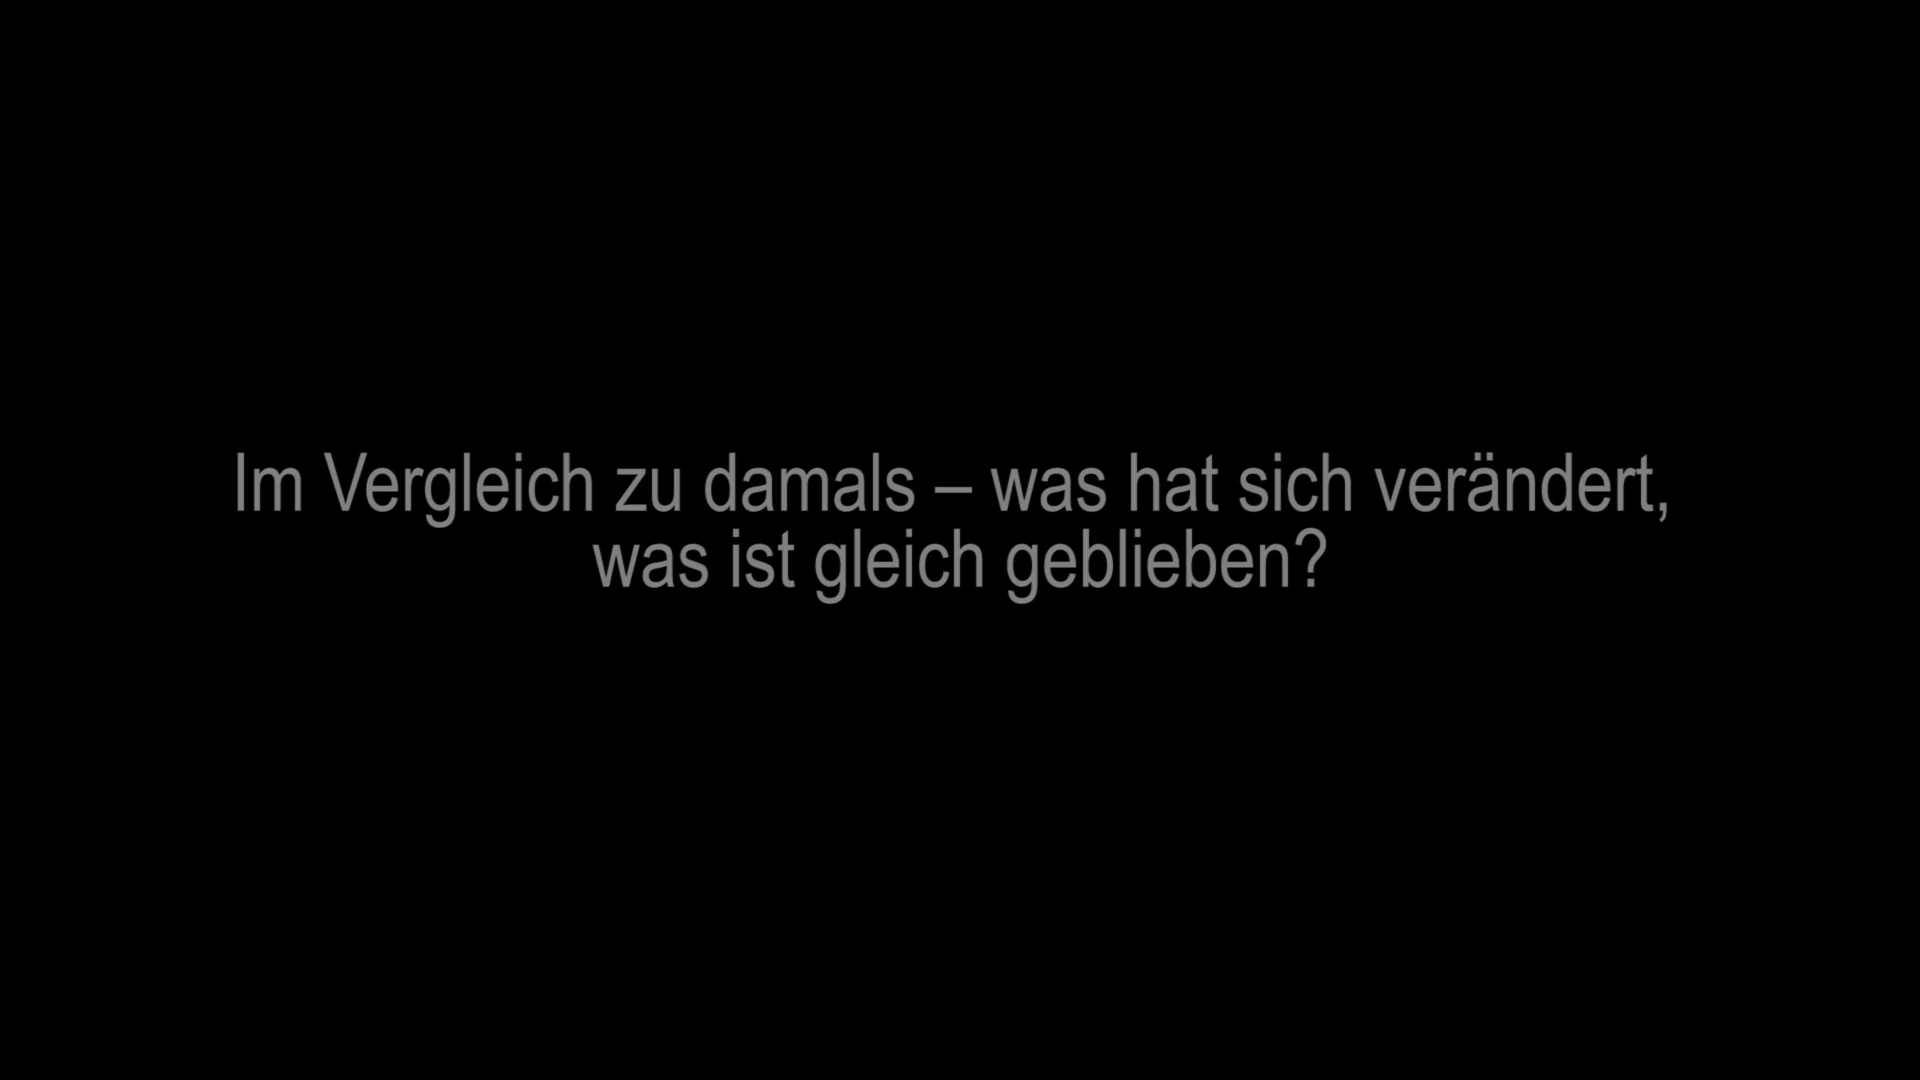 Im Vergleich zu damals – was hat sich verändert,
was ist gleich geblieben?